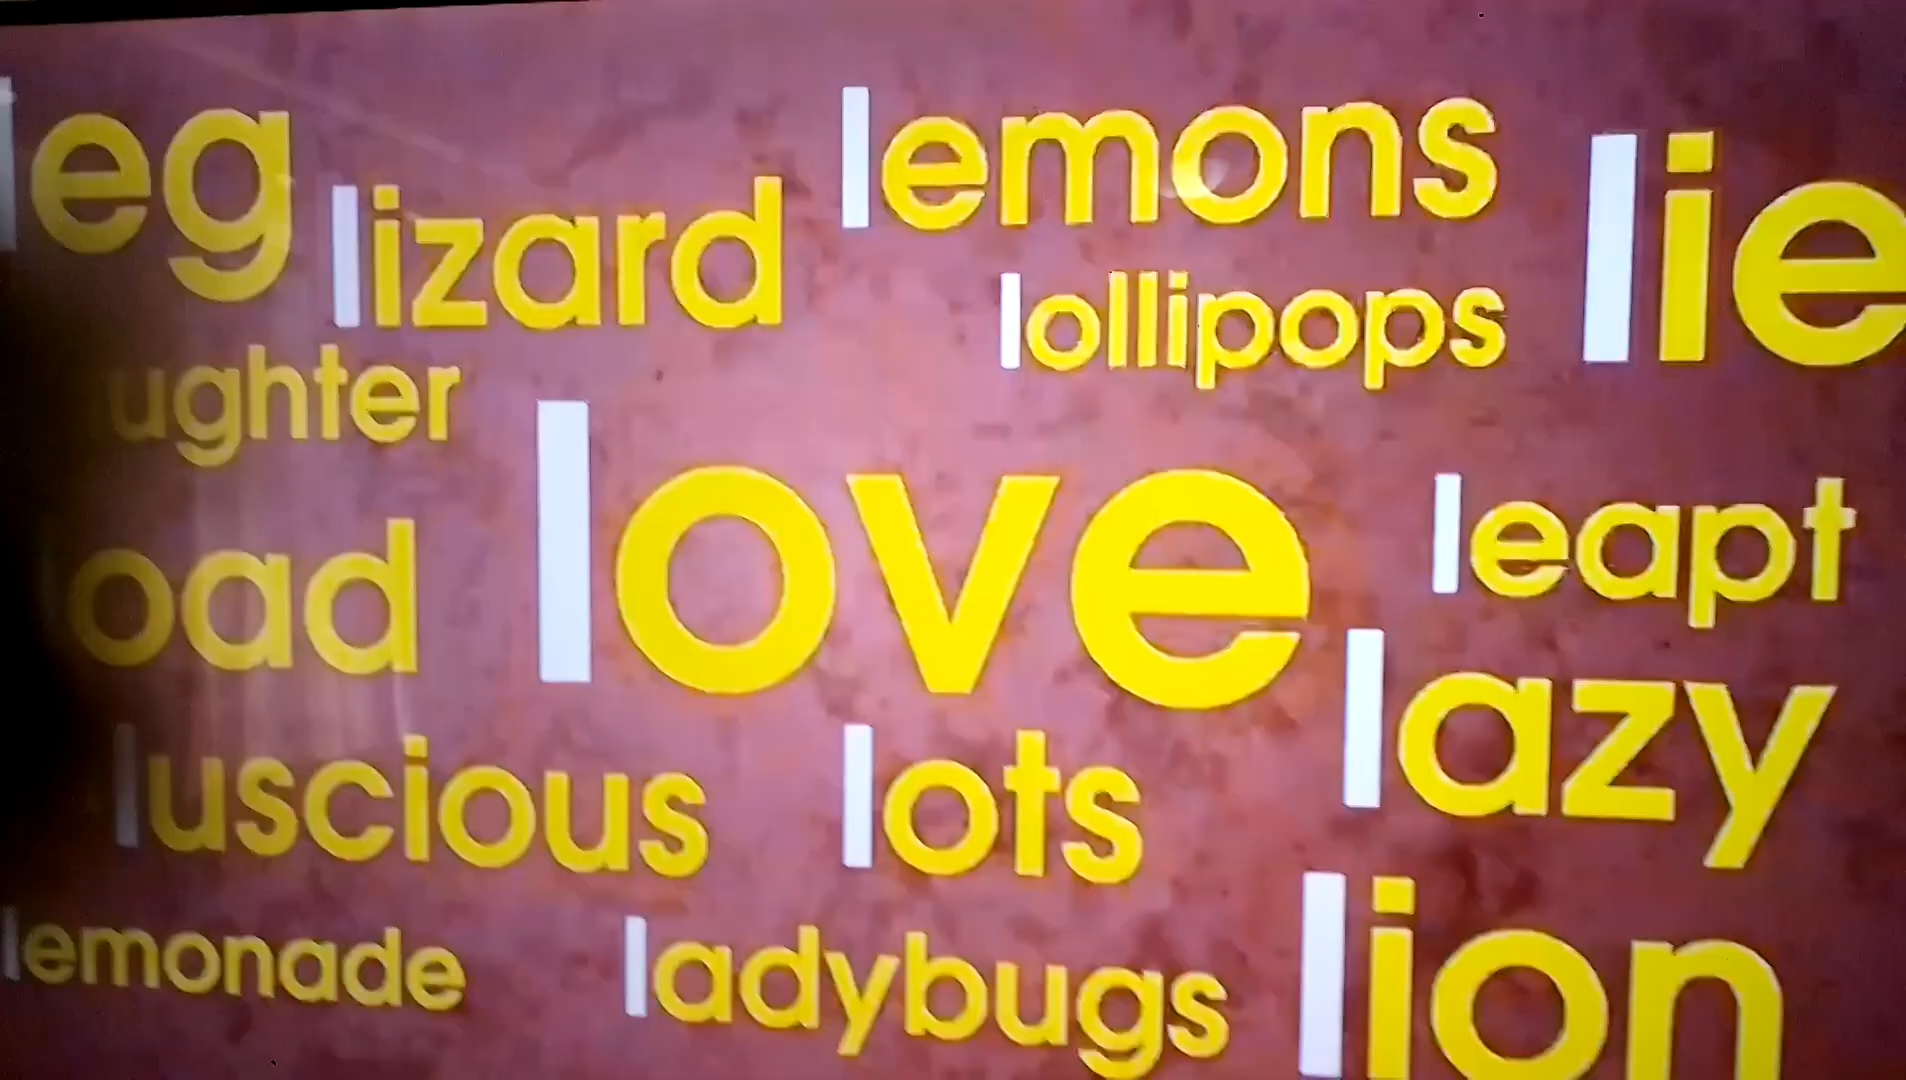 leg lizard lemons lie
lollipops
ughter
love leapt
oad
lazy
luscious lots
lemonade ladybugs lion